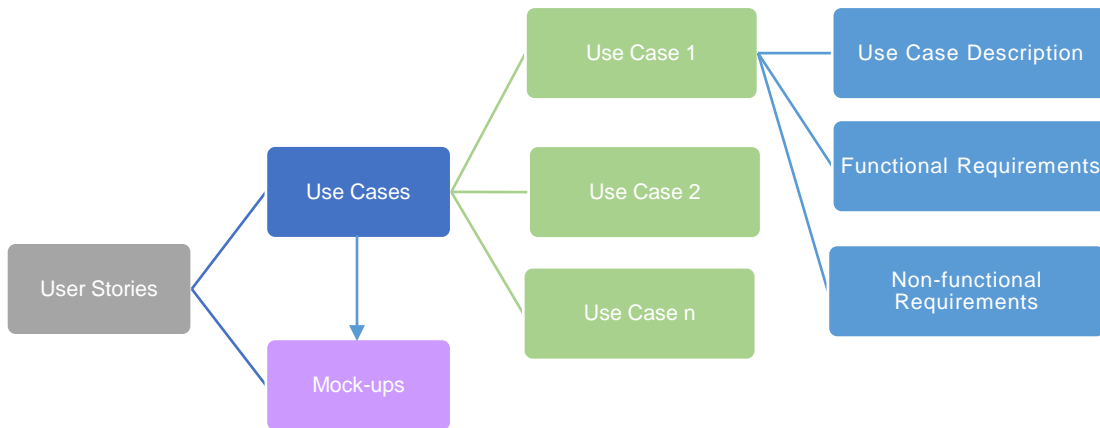 User Stories
Use Cases
Mock-ups
Use Case 1
Use Case 2
Use Case n
Use Case Description
Functional Requirements
Non-functional
Requirements